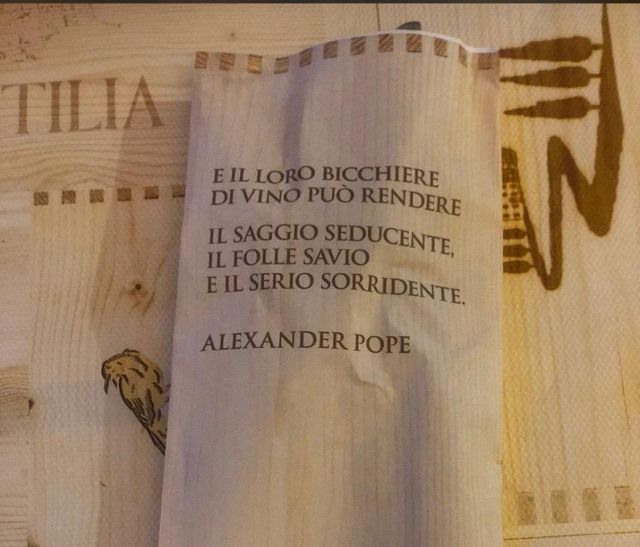 TILIA
E IL LORO BICCHIERE
DI VINO PUÒ RENDERE
IL SAGGIO SEDUCENTE,
IL FOLLE SAVIO
E IL SERIO SORRIDENTE.
ALEXANDER POPE